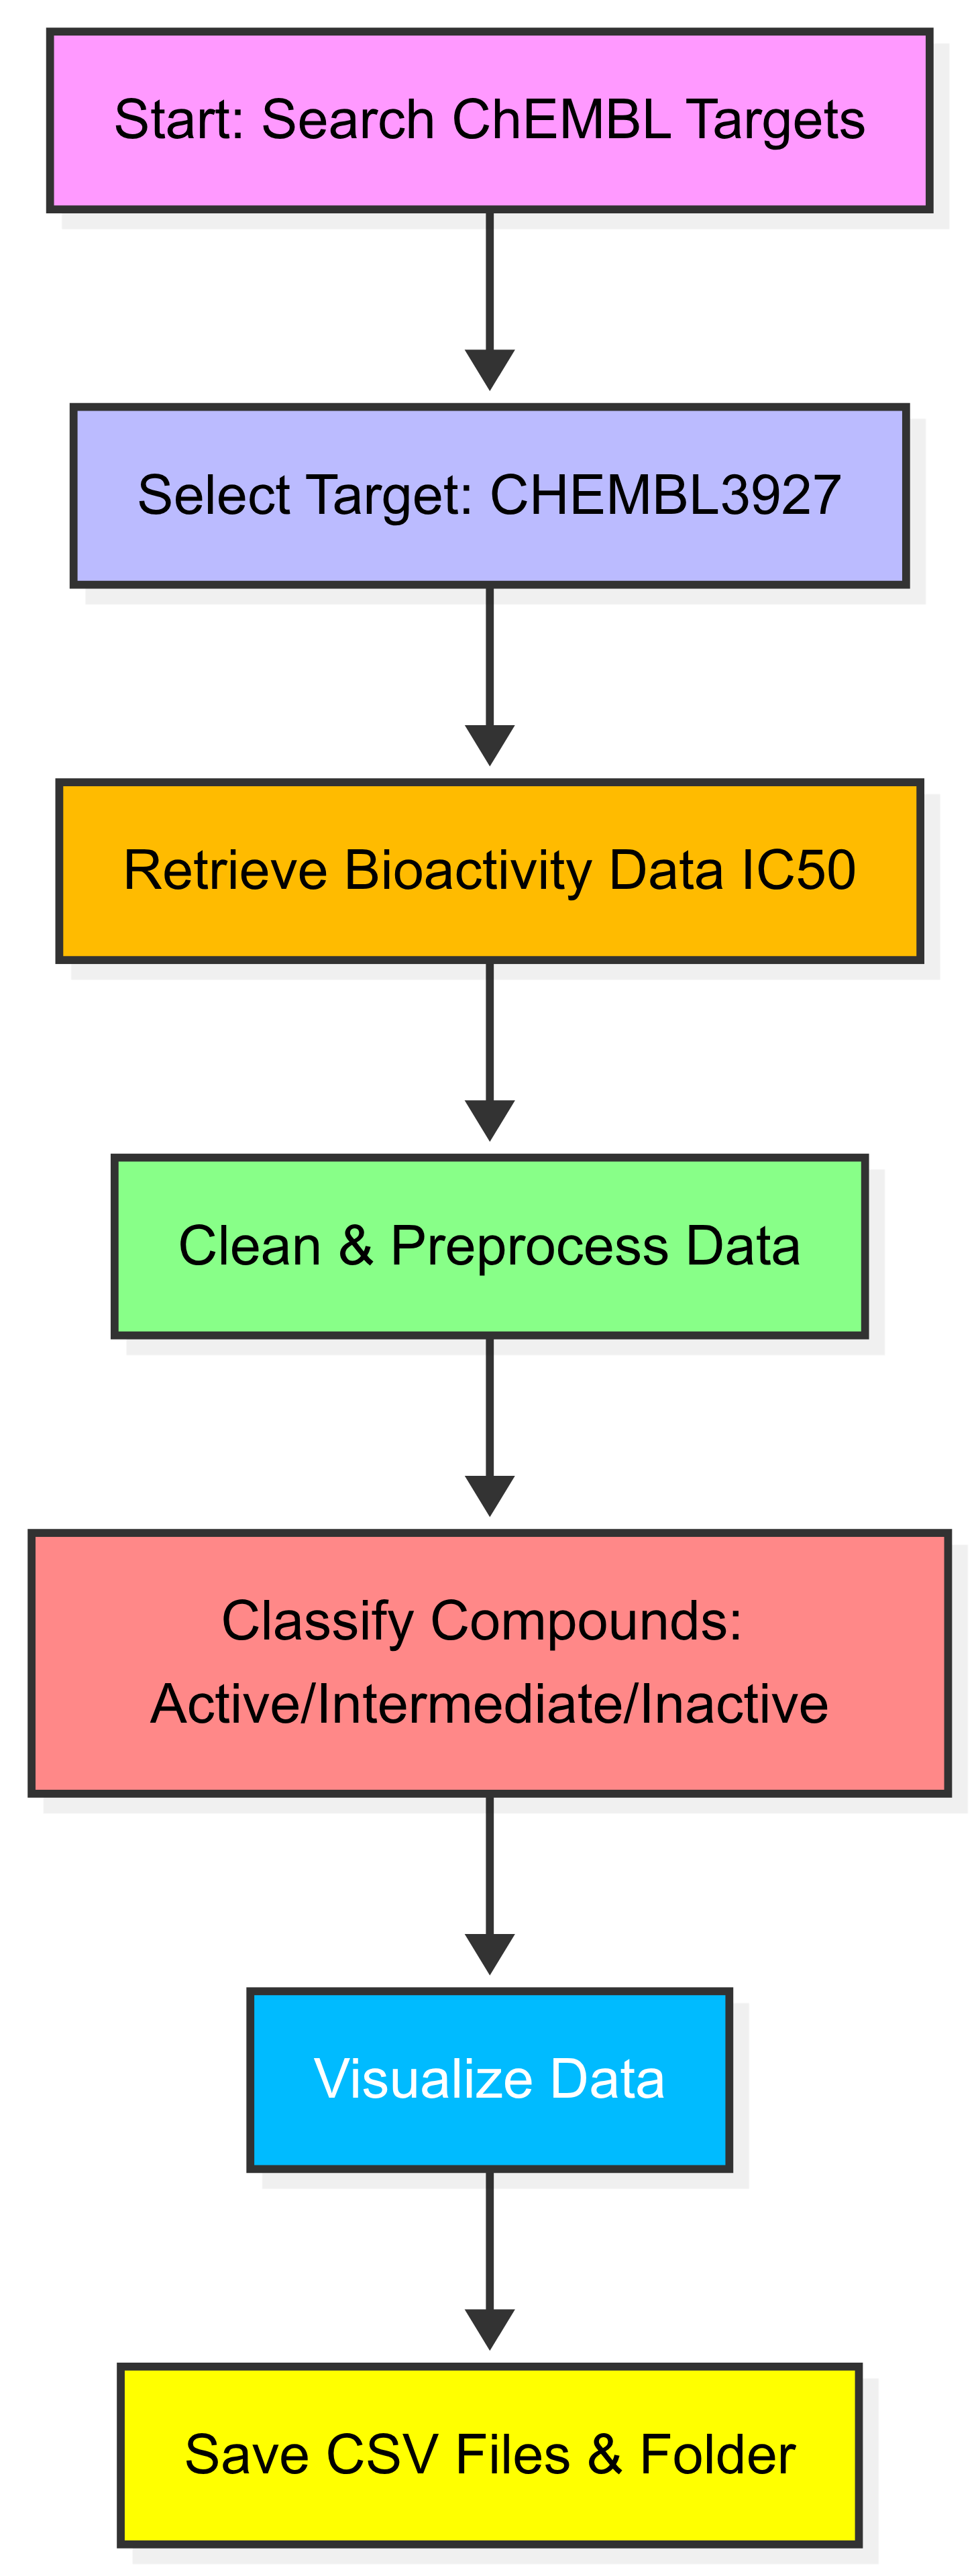 Start: Search ChEMBL Targets
Select Target: CHEMBL3927
Retrieve Bioactivity Data IC50
Clean & Preprocess Data
Classify Compounds:
Active/Intermediate/Inactive
Visualize Data
Save CSV Files & Folder